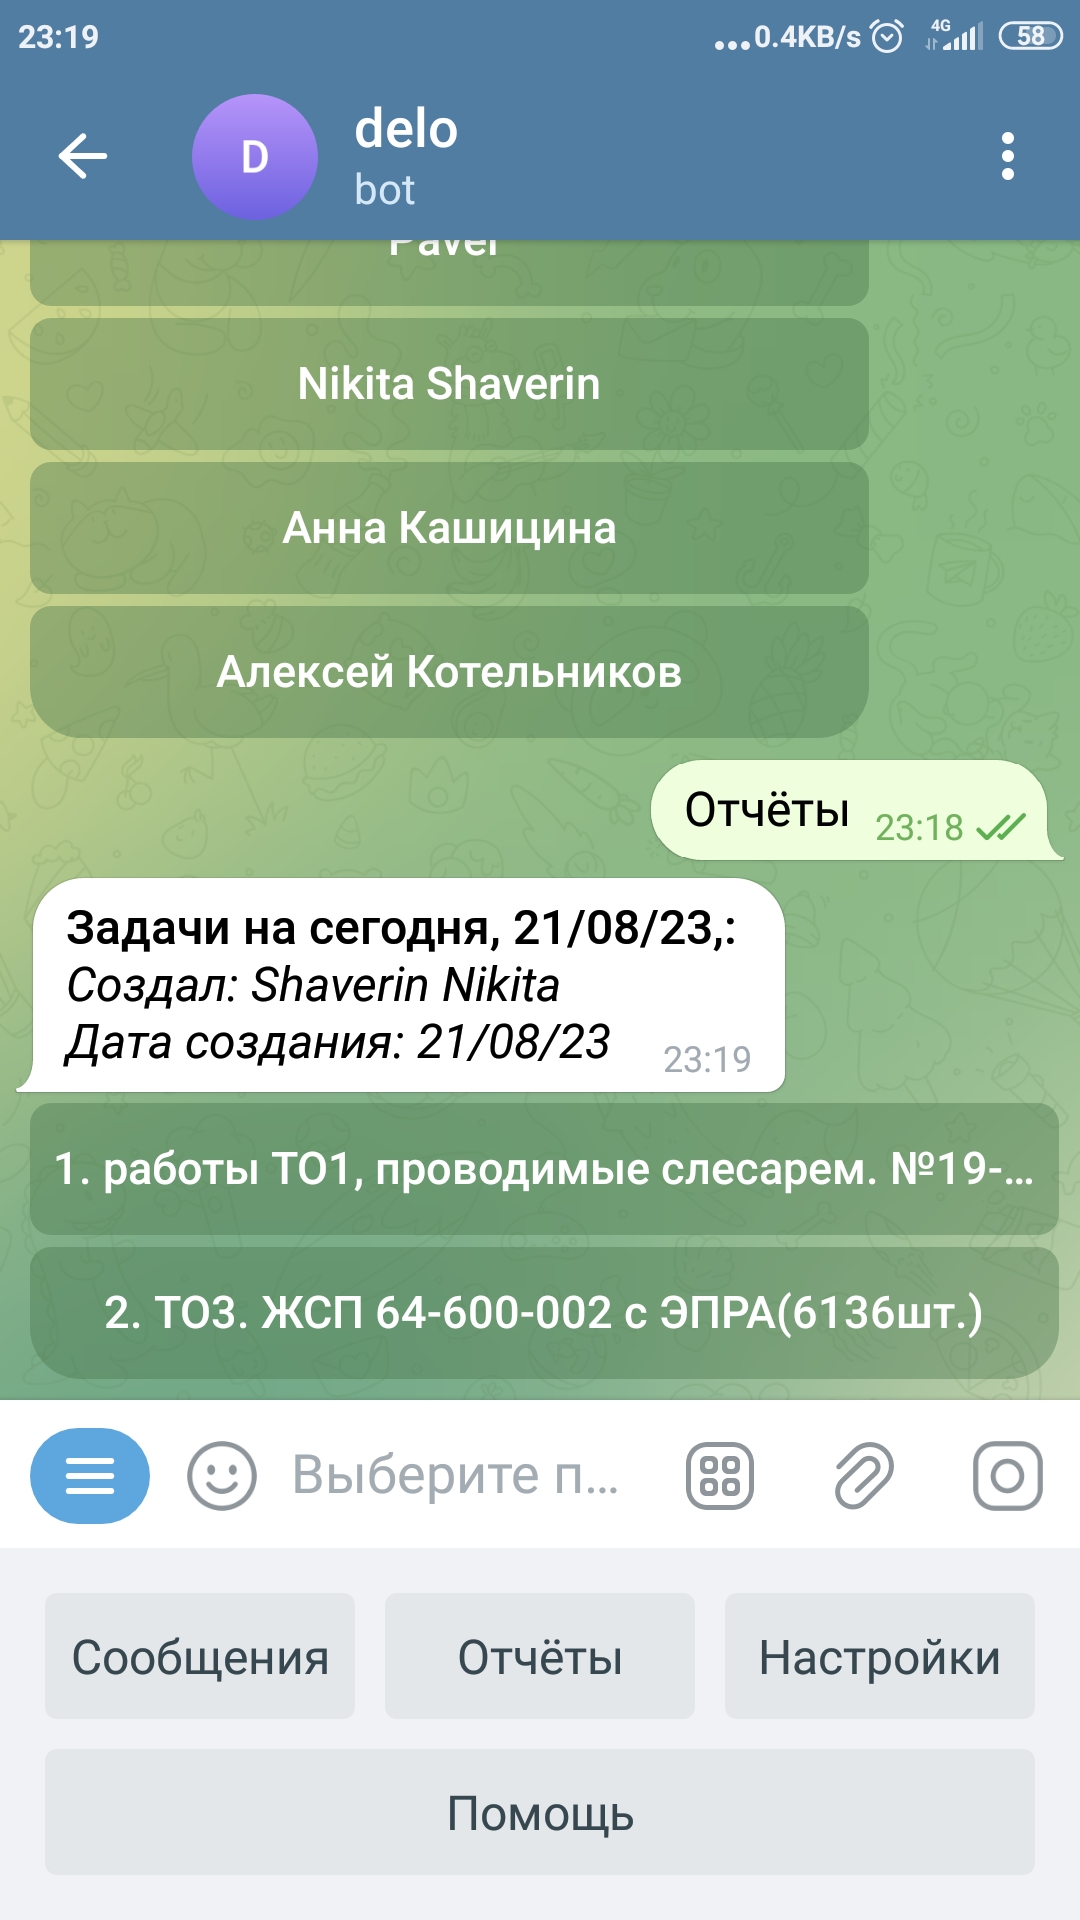 23:19
...0.4KB/s
4G
58
D
delo
bot
Pavel
Nikita Shaverin
Анна Кашицина
Алексей Котельников
Отчёты 23:18
Задачи на сегодня, 21/08/23,:
Создал: Shaverin Nikita
Дата создания: 21/08/23 23:19
1. работы ТО1, проводимые слесарем. №19-...
2. ТО3. ЖСП 64-600-002 с ЭПРА(6136шт.)
Выберите п...
Сообщения
Отчёты
Настройки
Помощь